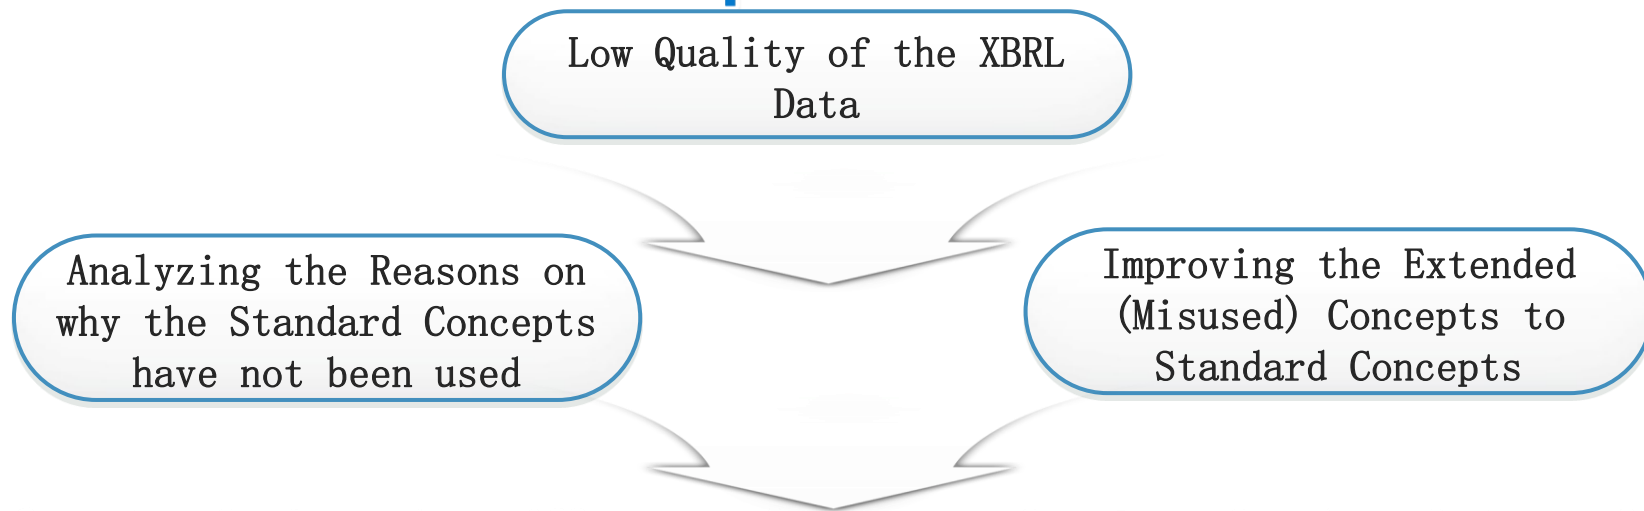 Low Quality of the XBRL
Data
Analyzing the Reasons on
why the Standard Concepts
have not been used
Improving the Extended
(Misused) Concepts to
Standard Concepts